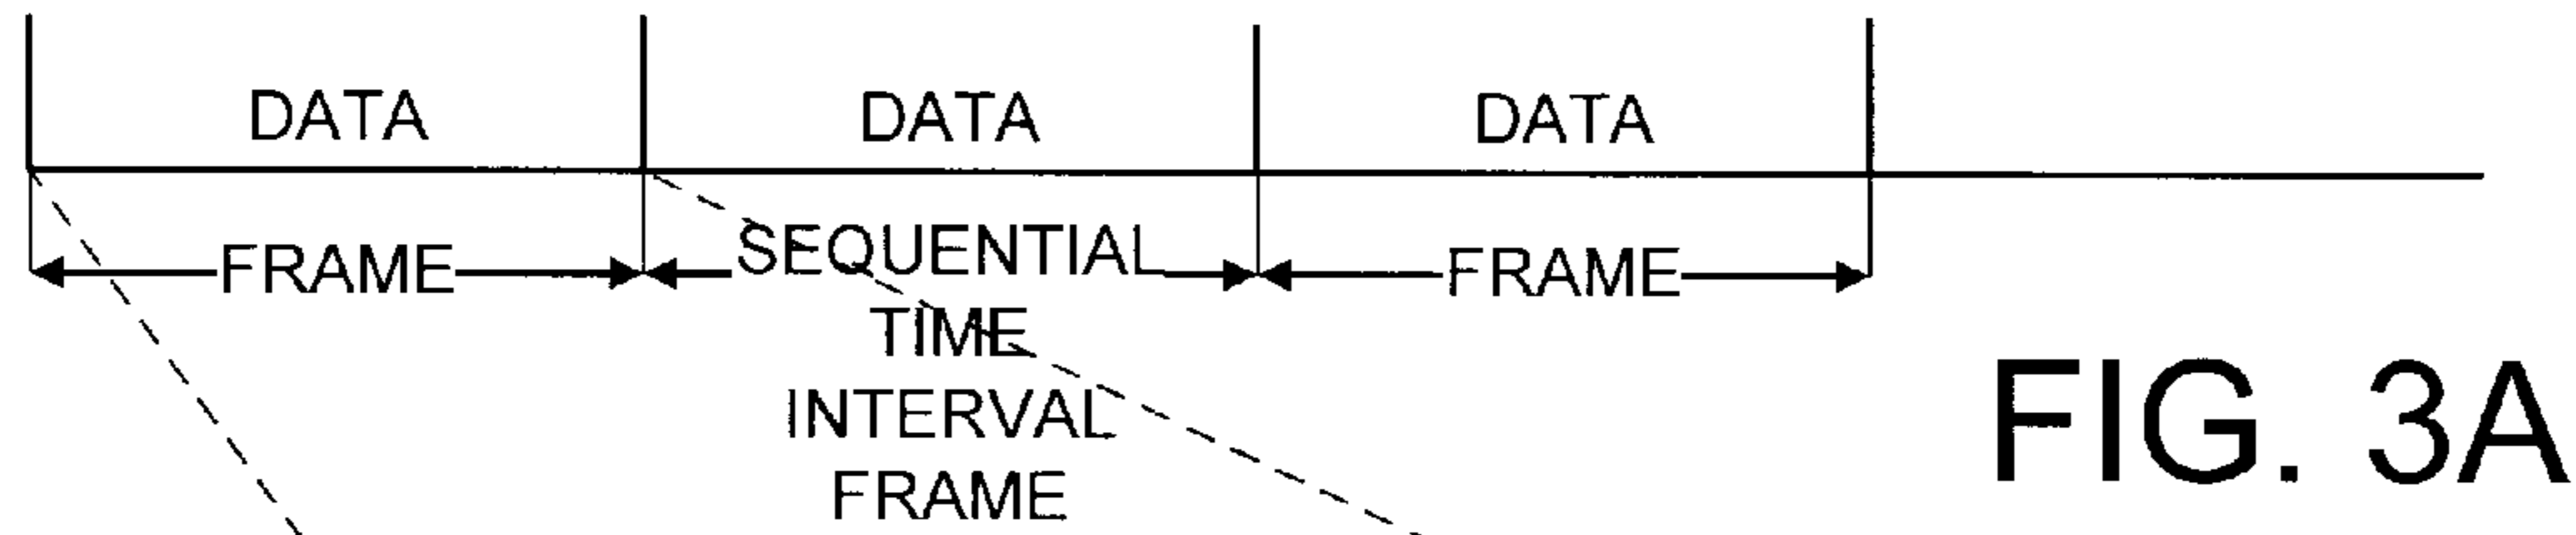 DATA DATA DATA
FRAME SEQUENTIAL FRAME
TIME
INTERVAL
FRAME
FIG. 3A